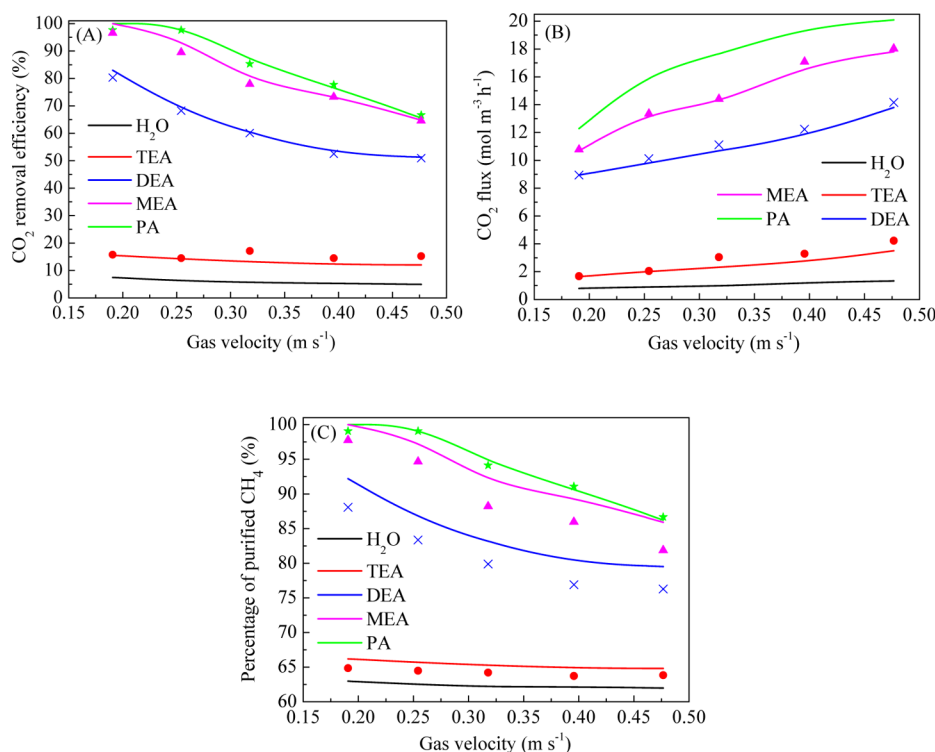 (A)
CO₂ removal efficiency (%)
100
90
80
70
60
50
40
30
20
10
0
H₂O
TEA
DEA
MEA
PA
0.15 0.20 0.25 0.30 0.35 0.40 0.45 0.50
Gas velocity (m s⁻¹)
(B)
CO₂ flux (mol m⁻³ h⁻¹)
20
18
16
14
12
10
8
6
4
2
0
H₂O
MEA TEA
PA DEA
0.15 0.20 0.25 0.30 0.35 0.40 0.45 0.50
Gas velocity (m s⁻¹)
(C)
Percentage of purified CH₄ (%)
100
95
90
85
80
75
70
65
60
H₂O
TEA
DEA
MEA
PA
0.15 0.20 0.25 0.30 0.35 0.40 0.45 0.50
Gas velocity (m s⁻¹)